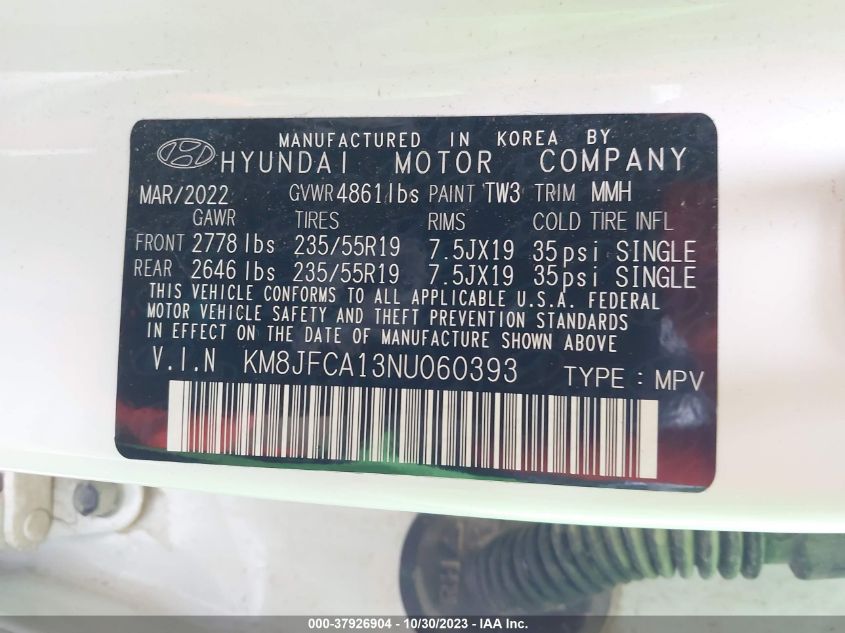 MANUFACTURED IN KOREA BY
HYUNDAI MOTOR COMPANY
MAR/2022 GVWR 4861 lbs PAINT TW3 TRIM MMH
GAWR TIRES RIMS COLD TIRE INFL
FRONT 2778 lbs 235/55R19 7.5JX19 35psi SINGLE
REAR 2646 lbs 235/55R19 7.5JX19 35psi SINGLE
THIS VEHICLE CONFORMS TO ALL APPLICABLE U.S.A. FEDERAL
MOTOR VEHICLE SAFETY AND THEFT PREVENTION STANDARDS
IN EFFECT ON THE DATE OF MANUFACTURE SHOWN ABOVE
V.I.N KM8JFCA13NU060393 TYPE : MPV
RH
000-37926904 - 10/30/2023 - IAA Inc.